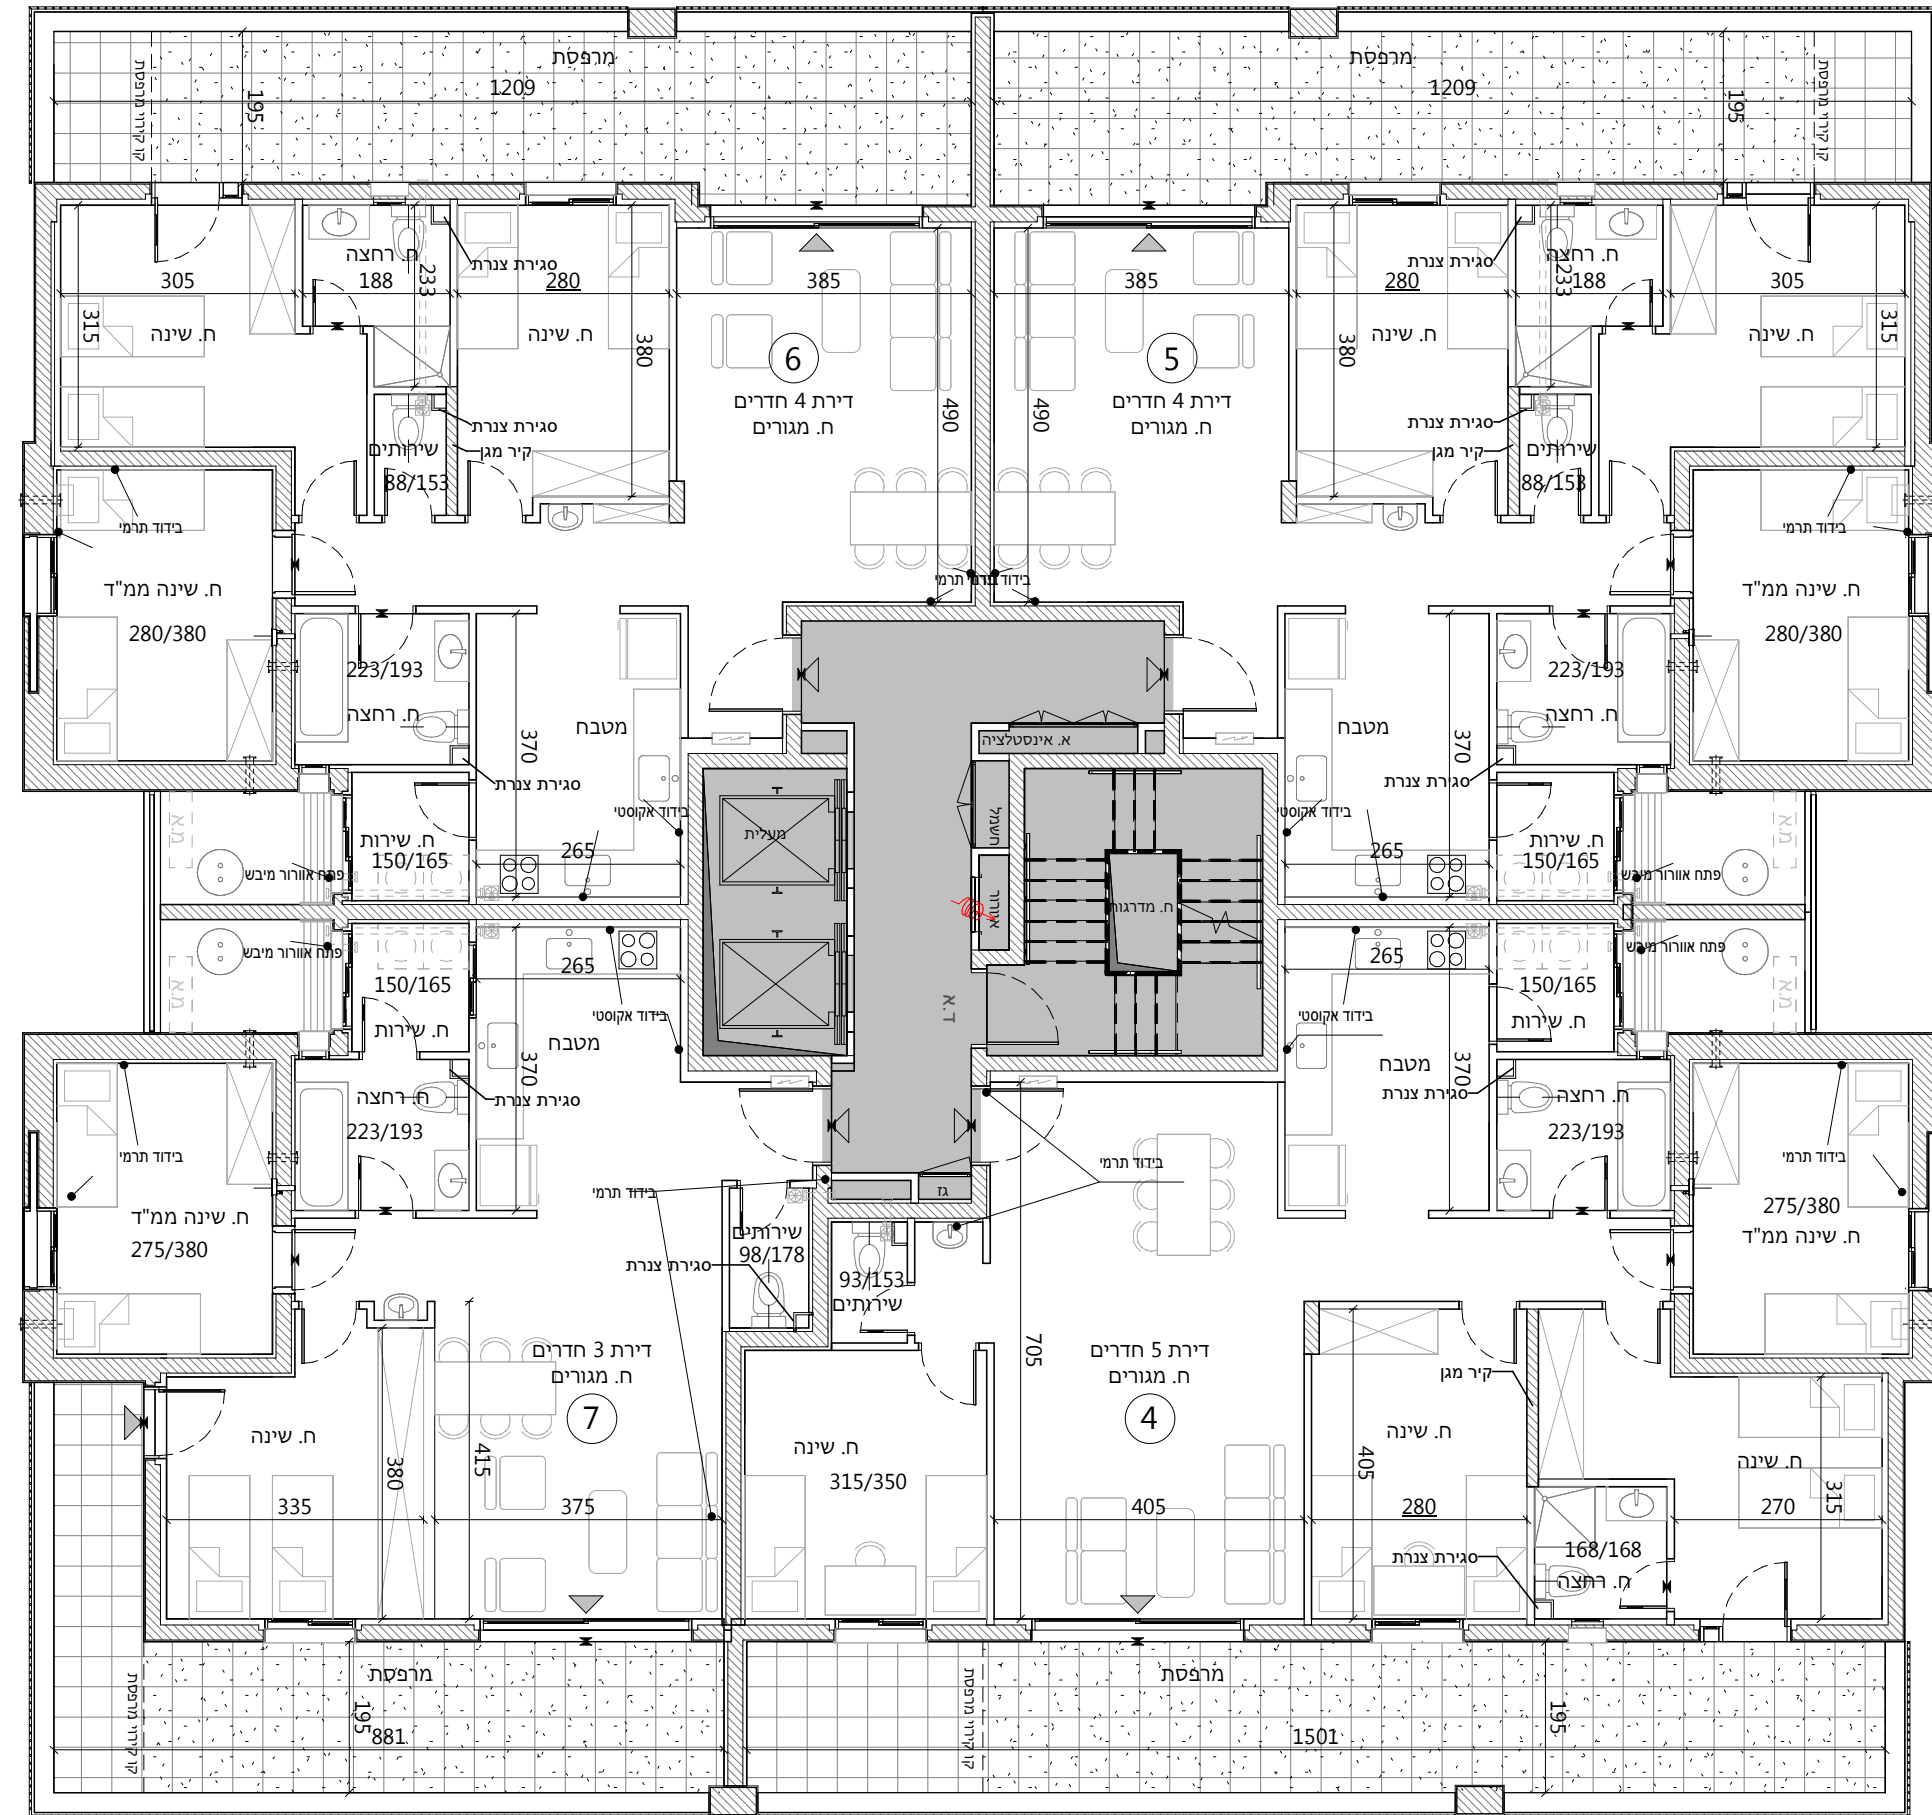 מרפסת
1209
195
קו קירוי מרפסת
מרפסת
1209
195
קו קירוי מרפסת
305
315
ח. שינה
ח. רחצה
188
233
סגירת צנרת
280
ח. שינה
380
385
6
דירת 4 חדרים
ח. מגורים
490
סגירת צנרת
קיר מגן
שירותים
88/153
385
5
דירת 4 חדרים
ח. מגורים
490
סגירת צנרת
280
ח. שינה
380
ח. רחצה
188
233
305
315
ח. שינה
סגירת צנרת
קיר מגן
שירותים
88/153
בידוד תרמי
ח. שינה ממ"ד
280/380
בידוד תרמי
בידוד תרמי
בידוד תרמי
ח. שינה ממ"ד
280/380
223/193
ח. רחצה
סגירת צנרת
מטבח
370
בידוד אקוסטי
265
ח. שירות
150/165
פתח אוורור מיבש
מ.א
א. אינסטלציה
חשמל
מעלית
אוורור
ח. מדרגות
ד.א
גז
מטבח
370
בידוד אקוסטי
265
223/193
ח. רחצה
סגירת צנרת
ח. שירות
150/165
פתח אוורור מיבש
מ.א
פתח אוורור מיבש
מ.א
150/165
ח. שירות
265
בידוד אקוסטי
מטבח
370
ח. רחצה
223/193
סגירת צנרת
265
בידוד אקוסטי
מטבח
370
150/165
ח. שירות
פתח אוורור מיבש
מ.א
ח. רחצה
223/193
סגירת צנרת
בידוד תרמי
ח. שינה ממ"ד
275/380
בידוד תרמי
שירותים
98/178
סגירת צנרת
93/153
שירותים
בידוד תרמי
בידוד תרמי
275/380
ח. שינה ממ"ד
דירת 3 חדרים
ח. מגורים
7
ח. שינה
335
380
415
375
ח. שינה
315/350
705
דירת 5 חדרים
ח. מגורים
4
405
קיר מגן
ח. שינה
405
280
סגירת צנרת
168/168
ח. רחצה
ח. שינה
270
315
מרפסת
195
881
קו קירוי מרפסת
מרפסת
1501
195
קו קירוי מרפסת